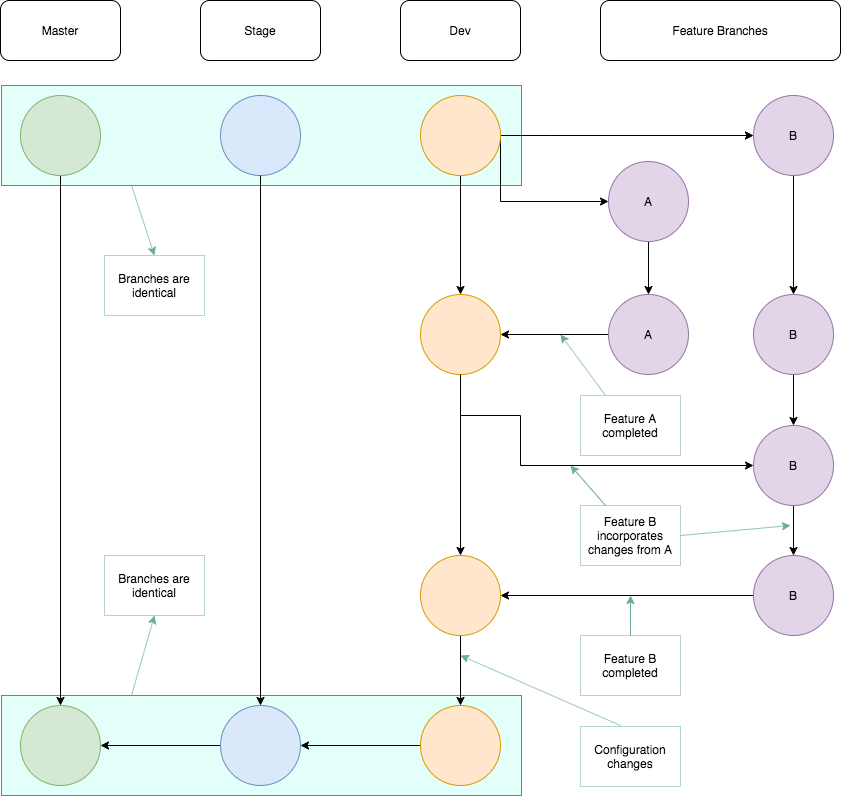 Master
Stage
Dev
Feature Branches
B
A
Branches are
identical
A
B
Feature A
completed
B
Feature B
incorporates
changes from A
Branches are
identical
B
Feature B
completed
Configuration
changes